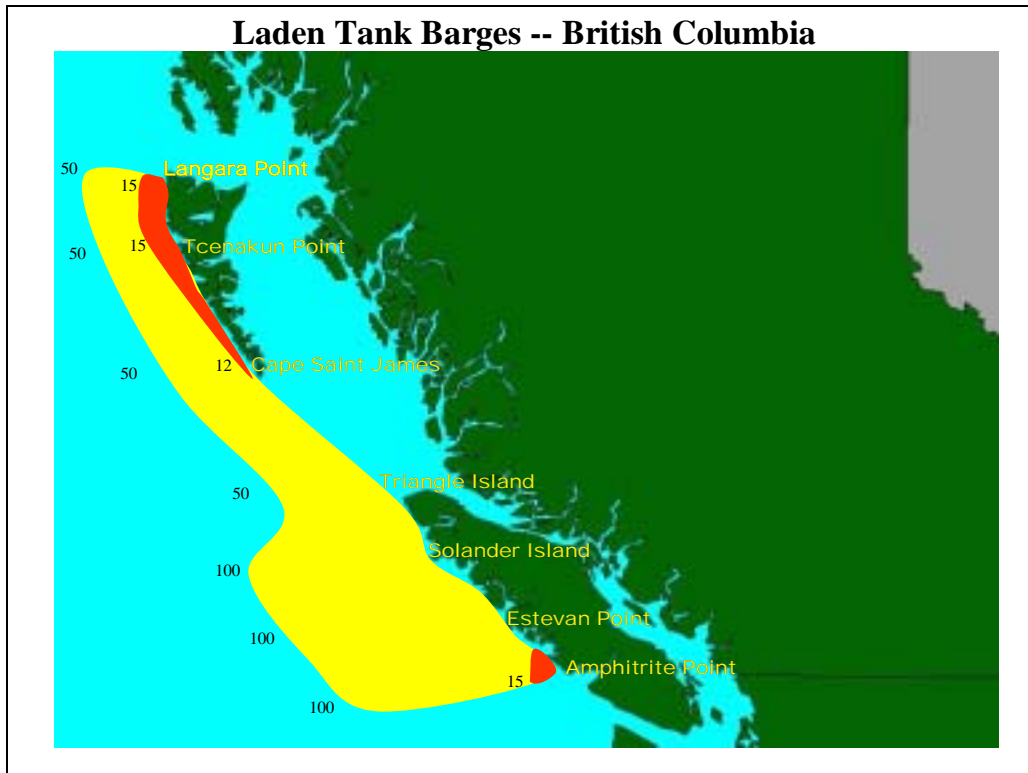 Laden Tank Barges -- British Columbia
50
15
Langara Point
50
15
Tcenakun Point
50
12
Cape Saint James
50
Triangle Island
100
Solander Island
100
Estevan Point
15
Amphitrite Point
100